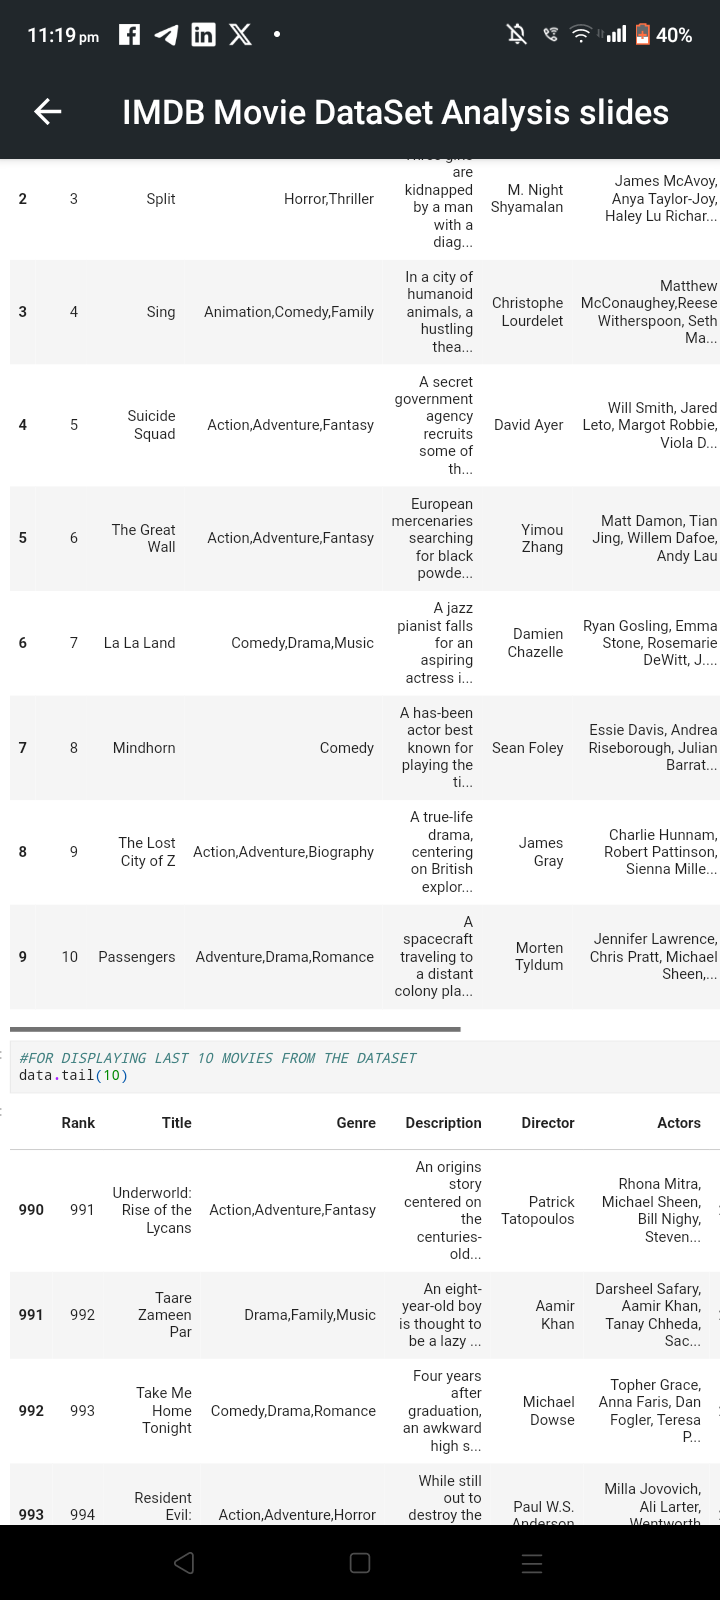 11:19 pm
40%
IMDB Movie DataSet Analysis slides
are
kidnapped
by a man
with a
diag...
2 3 Split Horror,Thriller
M. Night
Shyamalan
James McAvoy,
Anya Taylor-Joy,
Haley Lu Richar...
3 4 Sing Animation,Comedy,Family
In a city of
humanoid
animals, a
hustling
thea...
Christophe
Lourdelet
Matthew
McConaughey,Reese
Witherspoon, Seth
Ma...
4 5
Suicide
Squad
Action,Adventure,Fantasy
A secret
government
agency
recruits
some of
th...
David Ayer
Will Smith, Jared
Leto, Margot Robbie,
Viola D...
5 6
The Great
Wall
Action,Adventure,Fantasy
European
mercenaries
searching
for black
powde...
Yimou
Zhang
Matt Damon, Tian
Jing, Willem Dafoe,
Andy Lau
6 7 La La Land Comedy,Drama,Music
A jazz
pianist falls
for an
aspiring
actress i...
Damien
Chazelle
Ryan Gosling, Emma
Stone, Rosemarie
DeWitt, J....
7 8 Mindhorn Comedy
A has-been
actor best
known for
playing the
ti...
Sean Foley
Essie Davis, Andrea
Riseborough, Julian
Barrat...
8 9
The Lost
City of Z
Action,Adventure,Biography
A true-life
drama,
centering
on British
explor...
James
Gray
Charlie Hunnam,
Robert Pattinson,
Sienna Mille...
9 10 Passengers Adventure,Drama,Romance
A
spacecraft
traveling to
a distant
colony pla...
Morten
Tyldum
Jennifer Lawrence,
Chris Pratt, Michael
Sheen,...
#FOR DISPLAYING LAST 10 MOVIES FROM THE DATASET
data.tail(10)
Rank Title Genre Description Director Actors
990 991
Underworld:
Rise of the
Lycans
Action,Adventure,Fantasy
An origins
story
centered on
the
centuries-
old...
Patrick
Tatopoulos
Rhona Mitra,
Michael Sheen,
Bill Nighy,
Steven...
991 992
Taare
Zameen
Par
Drama,Family,Music
An eight-
year-old boy
is thought to
be a lazy ...
Aamir
Khan
Darsheel Safary,
Aamir Khan,
Tanay Chheda,
Sac...
992 993
Take Me
Home
Tonight
Comedy,Drama,Romance
Four years
after
graduation,
an awkward
high s...
Michael
Dowse
Topher Grace,
Anna Faris, Dan
Fogler, Teresa
P...
993 994
Resident
Evil:
Action,Adventure,Horror
While still
out to
destroy the
Paul W.S.
Anderson
Milla Jovovich,
Ali Larter,
Wentworth